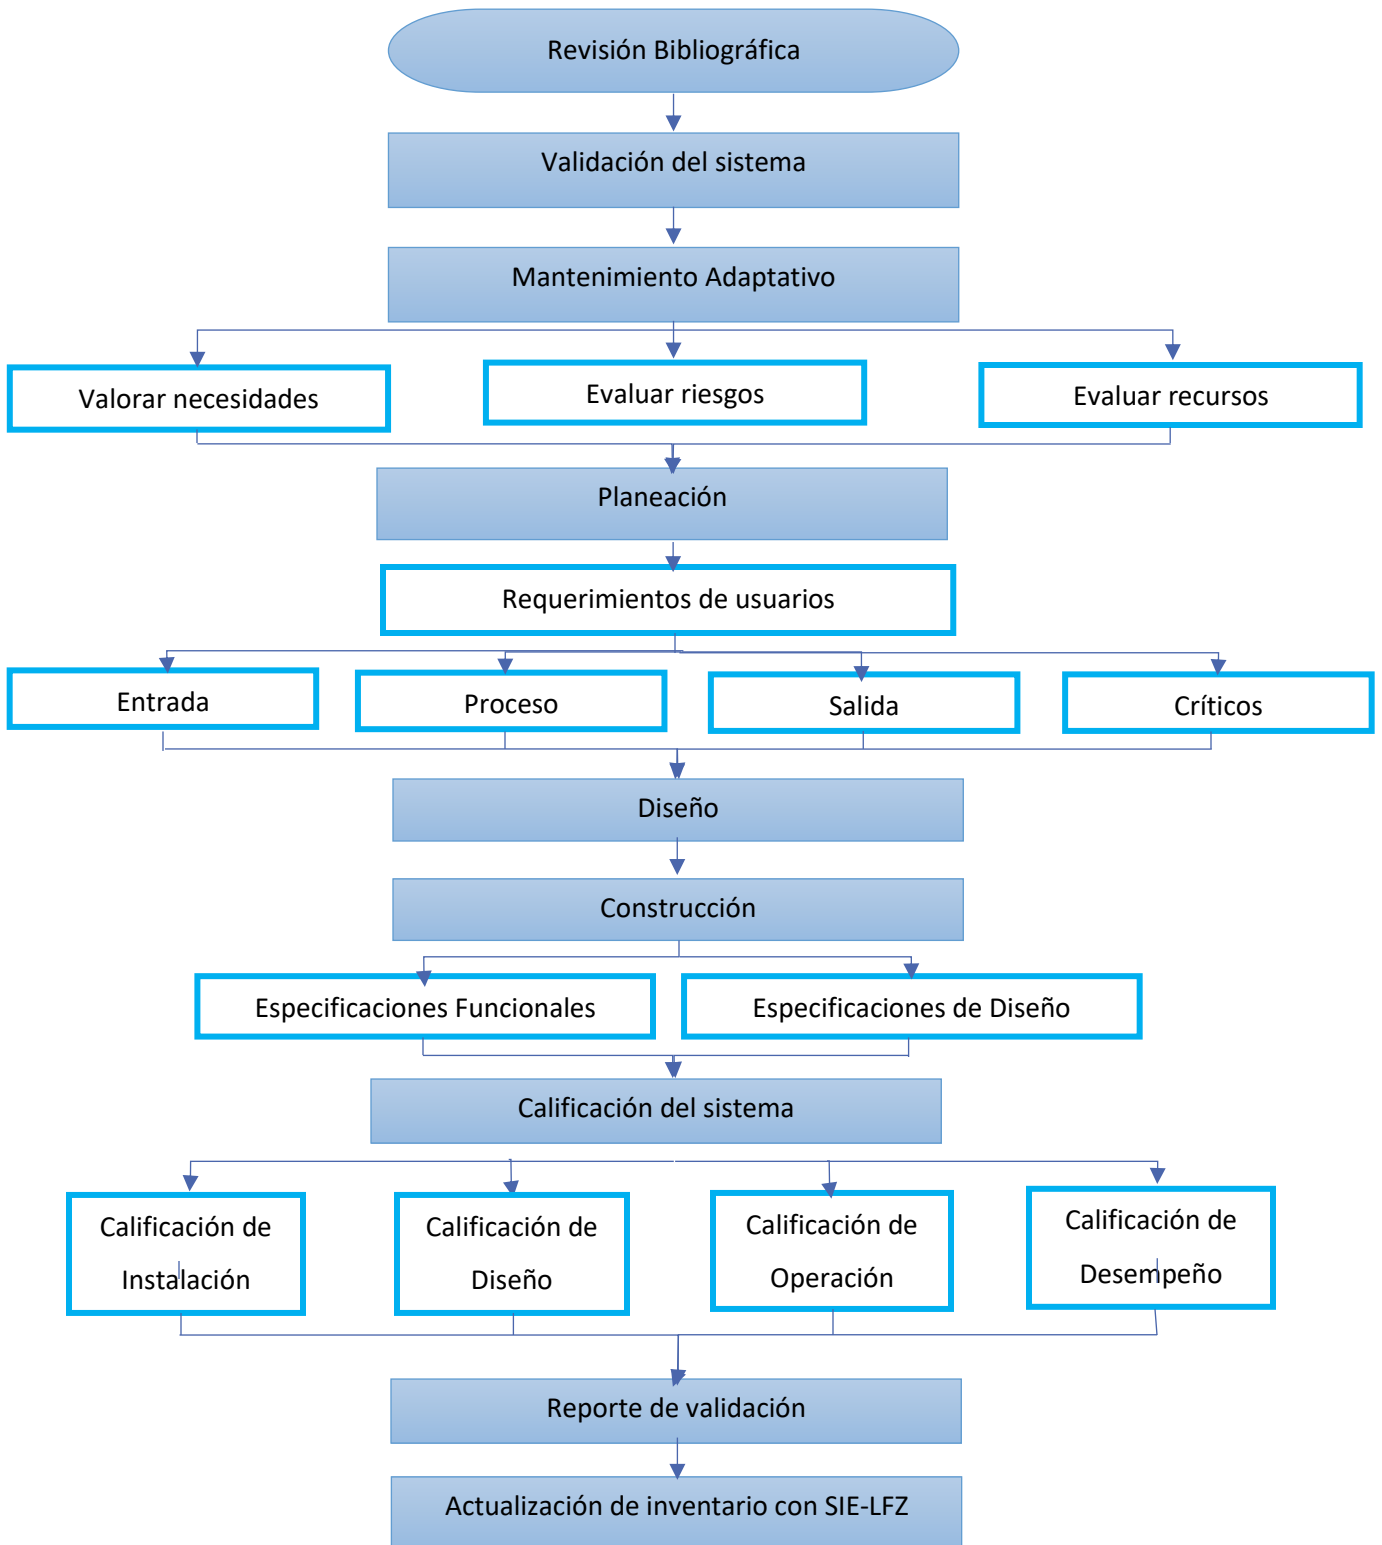 Revisión Bibliográfica
Validación del sistema
Mantenimiento Adaptativo
Valorar necesidades
Evaluar riesgos
Evaluar recursos
Planeación
Requerimientos de usuarios
Entrada
Proceso
Salida
Críticos
Diseño
Construcción
Especificaciones Funcionales
Especificaciones de Diseño
Calificación del sistema
Calificación de
Instalación
Calificación de
Diseño
Calificación de
Operación
Calificación de
Desempeño
Reporte de validación
Actualización de inventario con SIE-LFZ